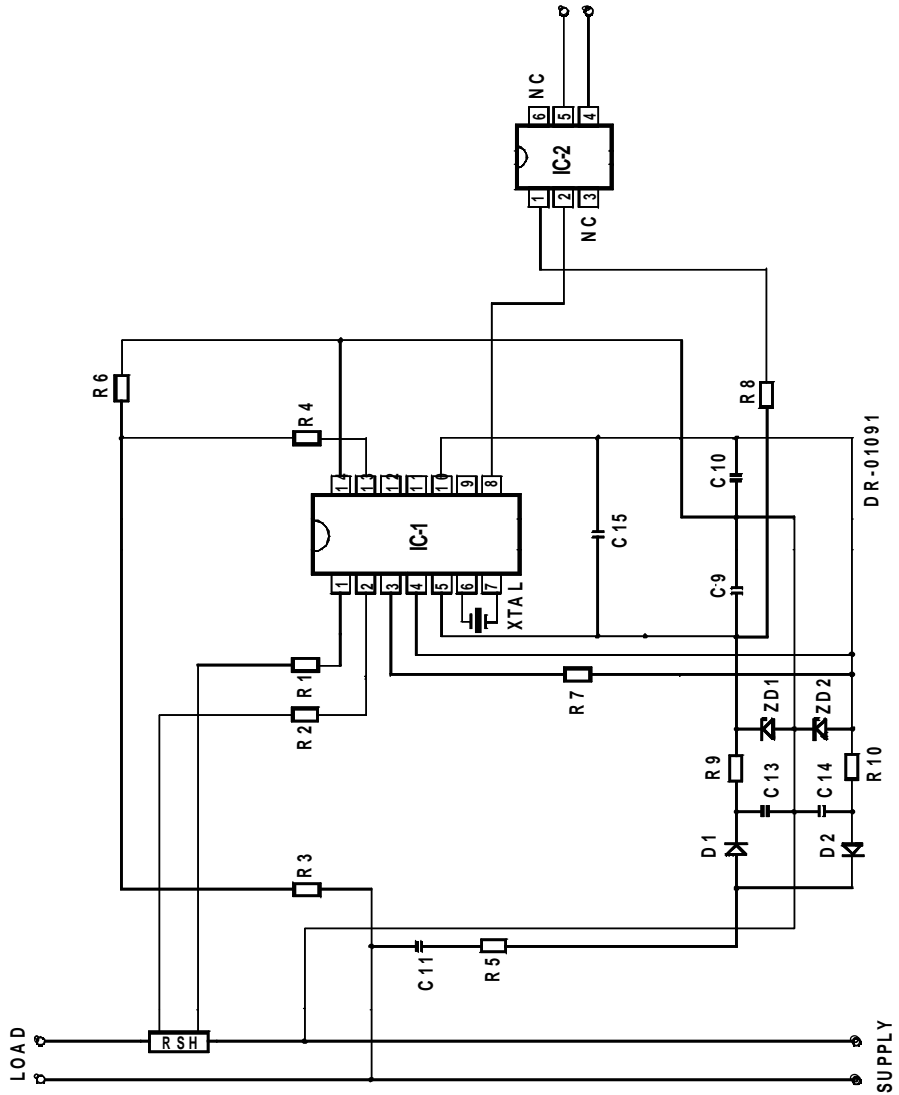 LOAD
SUPPLY
RSH
R3
C11
R5
D1
D2
C13
C14
R9
R10
ZD1
ZD2
R2
R1
R7
XTAL
1
2
3
4
5
6
7
IC-1
14
13
12
11
10
9
8
R6
R4
C15
C-9
C10
R8
DR-01091
1
2
3
NC
IC-2
6
5
4
NC